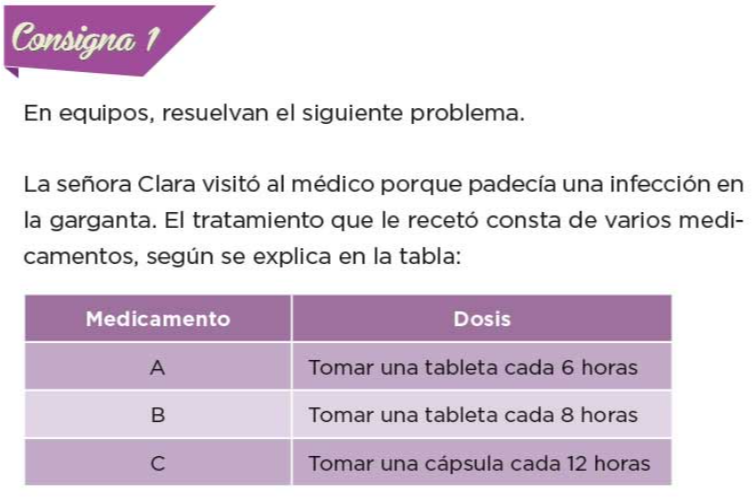 Consigna 1
En equipos, resuelvan el siguiente problema.
La señora Clara visitó al médico porque padecía una infección en
la garganta. El tratamiento que le recetó consta de varios medi-
camentos, según se explica en la tabla:
Medicamento Dosis
A Tomar una tableta cada 6 horas
B Tomar una tableta cada 8 horas
C Tomar una cápsula cada 12 horas